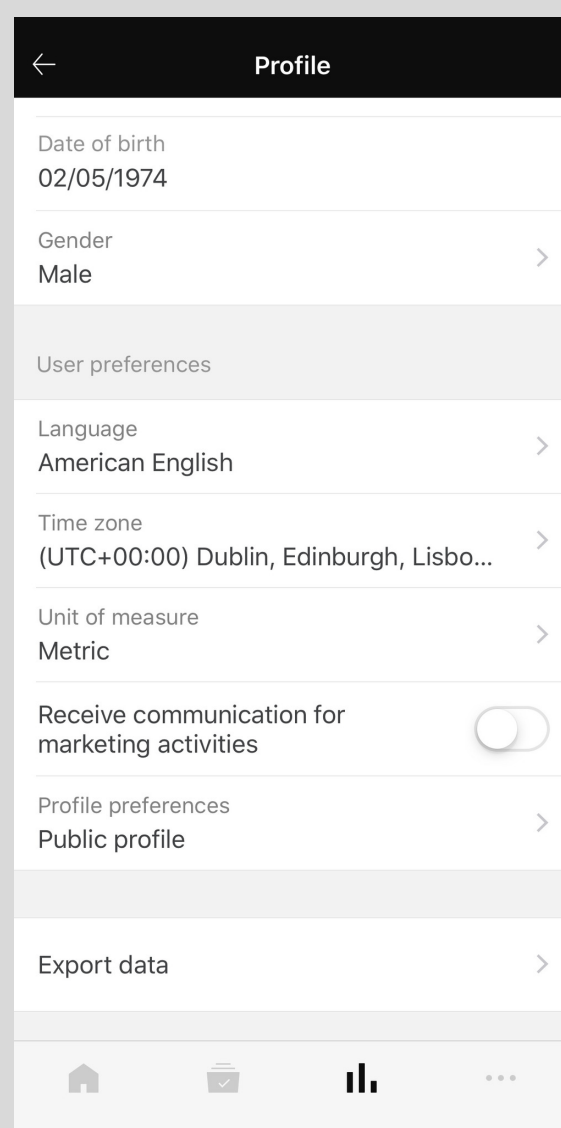 Profile
Date of birth
02/05/1974
Gender
Male
User preferences
Language
American English
Time zone
(UTC+00:00) Dublin, Edinburgh, Lisbo...
Unit of measure
Metric
Receive communication for
marketing activities
Profile preferences
Public profile
Export data